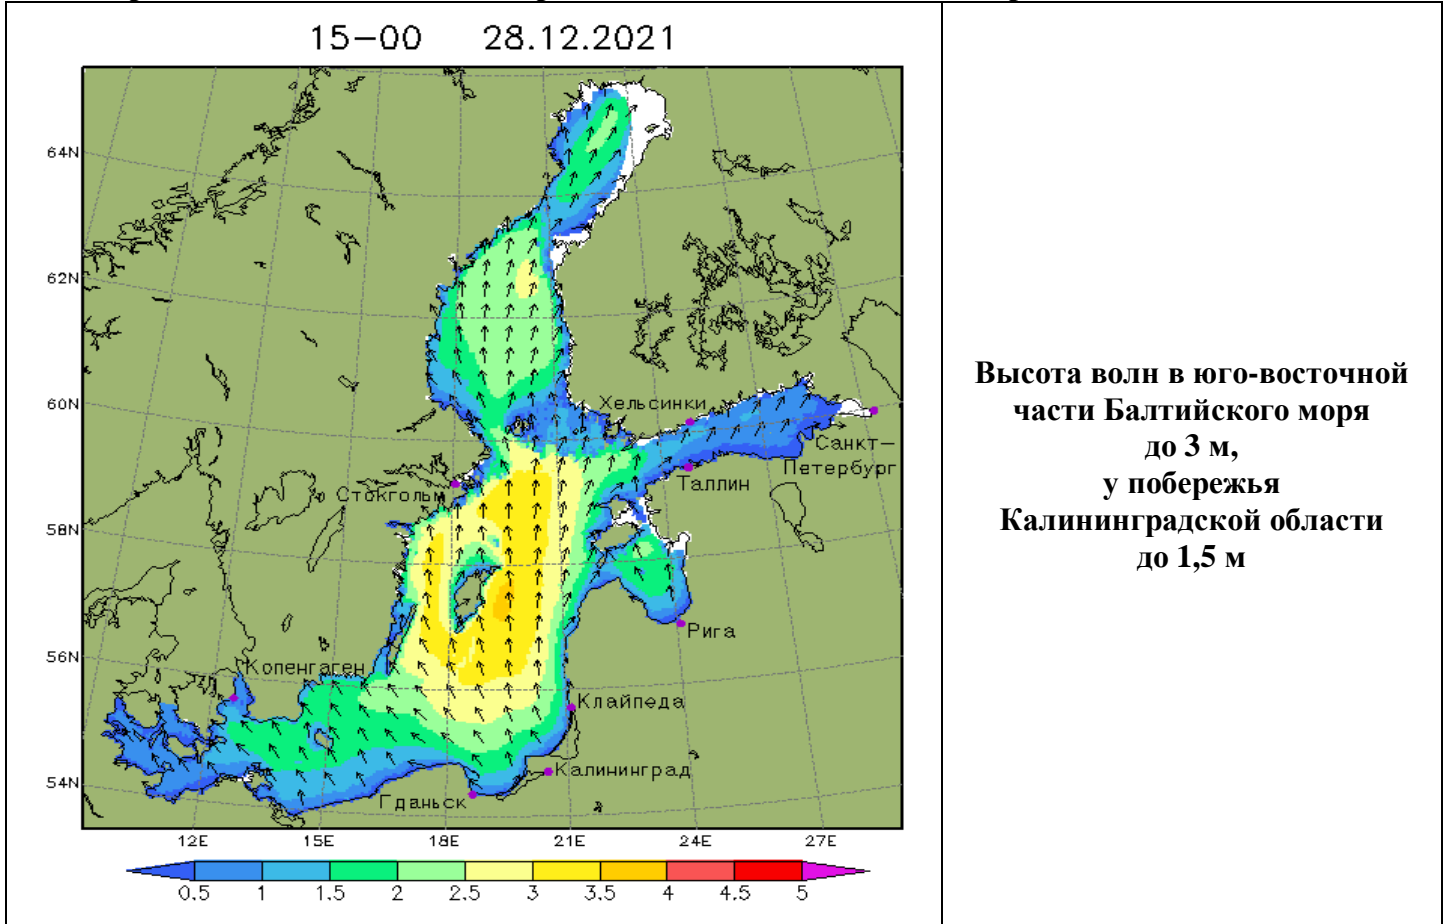 15-00 28.12.2021
64N
62N
60N
58N
56N
54N
Хельсинки
Санкт-
Петербург
Таллин
Стокгольм
Рига
Копенгаген
Клайпеда
Калининград
Гданьск
12E 15E 18E 21E 24E 27E
0.5 1 1.5 2 2.5 3 3.5 4 4.5 5
Высота волн в юго-восточной
части Балтийского моря
до 3 м,
у побережья
Калининградской области
до 1,5 м